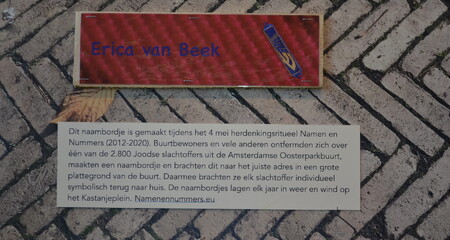 Erica van Beek
Dit naambordje is gemaakt tijdens het 4 mei herdenkingsritueel Namen en
Nummers (2012-2020). Buurtbewoners en vele anderen ontfermden zich over
één van de 2.800 Joodse slachtoffers uit de Amsterdamse Oosterparkbuurt,
maakten een naambordje en brachten dit naar het juiste adres in een grote
plattegrond van de buurt. Daarmee brachten ze elk slachtoffer individueel
symbolisch terug naar huis. De naambordjes lagen elk jaar in weer en wind op
het Kastanjeplein. Namenennummers.eu